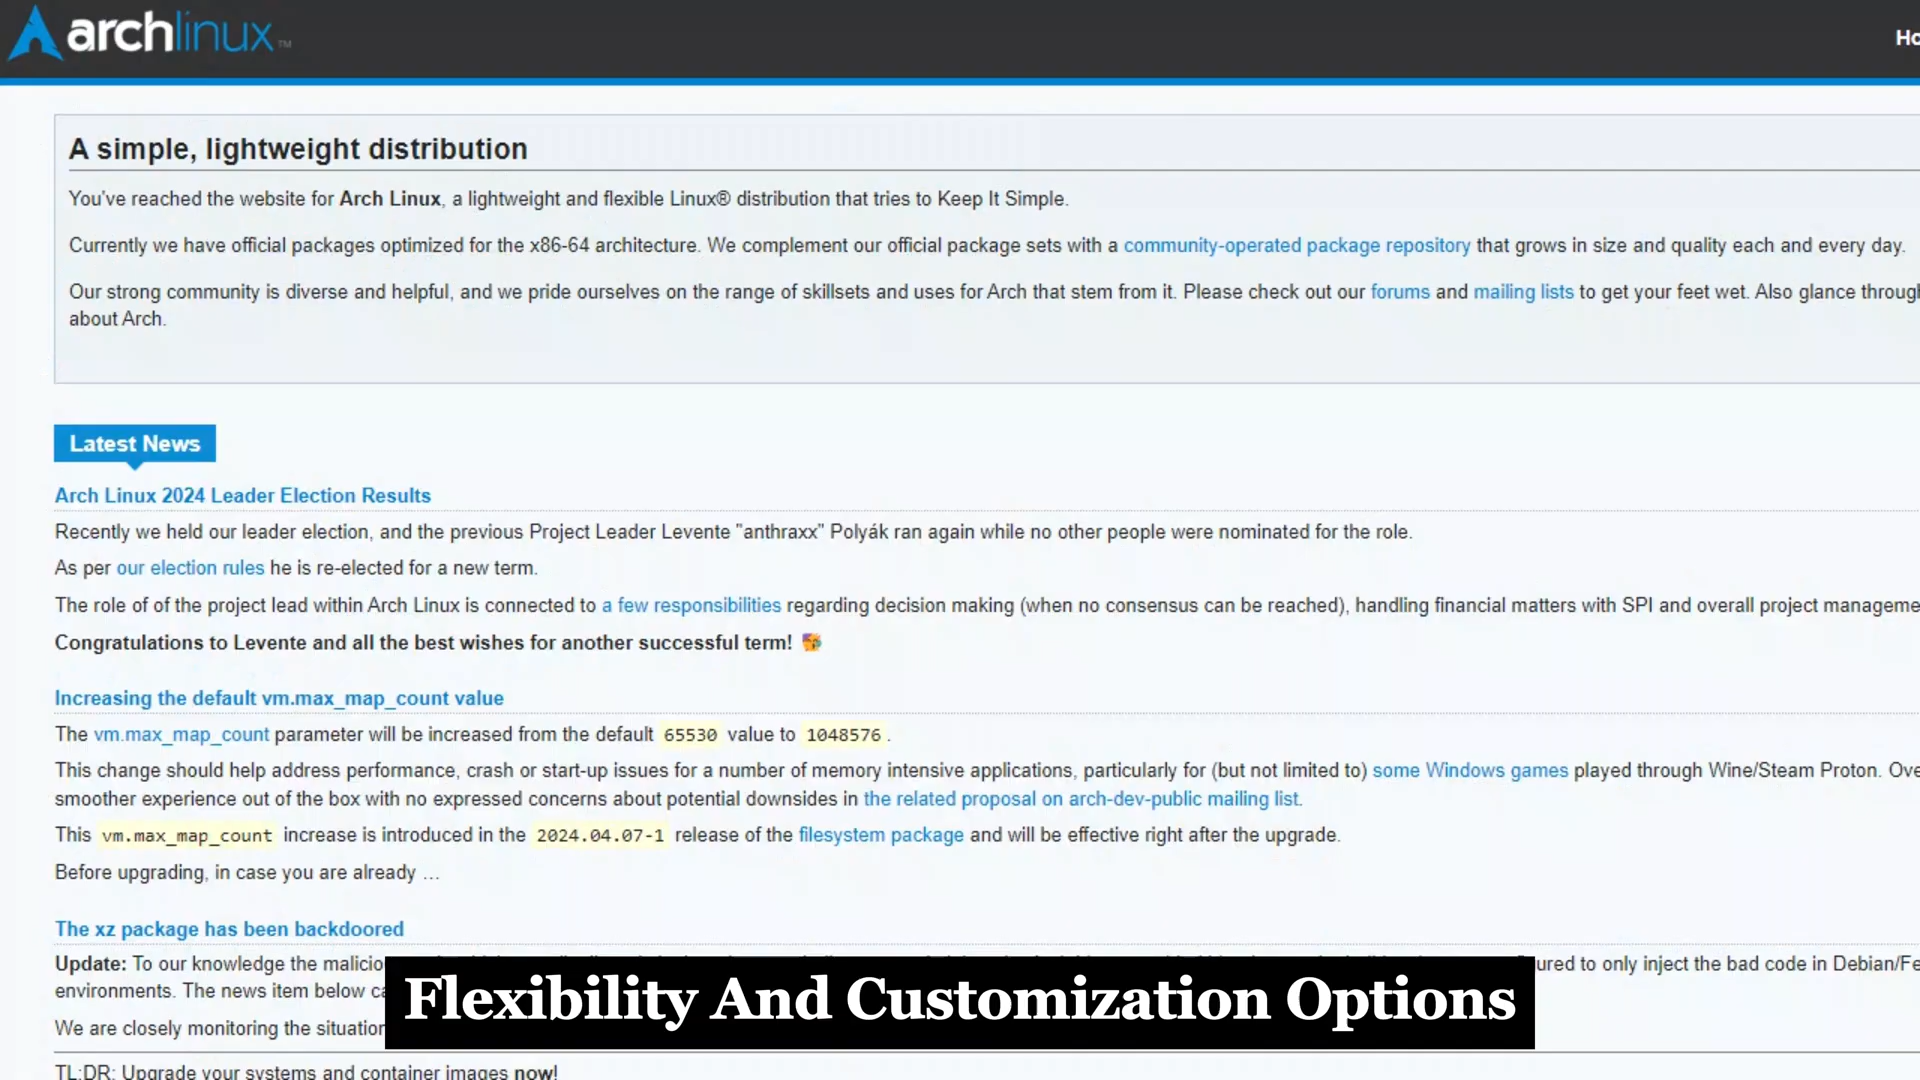 archlinux™
Ho
A simple, lightweight distribution
You've reached the website for Arch Linux, a lightweight and flexible Linux® distribution that tries to Keep It Simple.
Currently we have official packages optimized for the x86-64 architecture. We complement our official package sets with a community-operated package repository that grows in size and quality each and every day.
Our strong community is diverse and helpful, and we pride ourselves on the range of skillsets and uses for Arch that stem from it. Please check out our forums and mailing lists to get your feet wet. Also glance through
about Arch.
Latest News
Arch Linux 2024 Leader Election Results
Recently we held our leader election, and the previous Project Leader Levente "anthraxx" Polyák ran again while no other people were nominated for the role.
As per our election rules he is re-elected for a new term.
The role of of the project lead within Arch Linux is connected to a few responsibilities regarding decision making (when no consensus can be reached), handling financial matters with SPI and overall project manageme
Congratulations to Levente and all the best wishes for another successful term! 🎉
Increasing the default vm.max_map_count value
The vm.max_map_count parameter will be increased from the default 65530 value to 1048576.
This change should help address performance, crash or start-up issues for a number of memory intensive applications, particularly for (but not limited to) some Windows games played through Wine/Steam Proton. Ove
smoother experience out of the box with no expressed concerns about potential downsides in the related proposal on arch-dev-public mailing list.
This vm.max_map_count increase is introduced in the 2024.04.07-1 release of the filesystem package and will be effective right after the upgrade.
Before upgrading, in case you are already …
The xz package has been backdoored
Update: To our knowledge the malicio ured to only inject the bad code in Debian/Fe
environments. The news item below ca
We are closely monitoring the situation
Flexibility And Customization Options
TL;DR: Upgrade your systems and container images now!